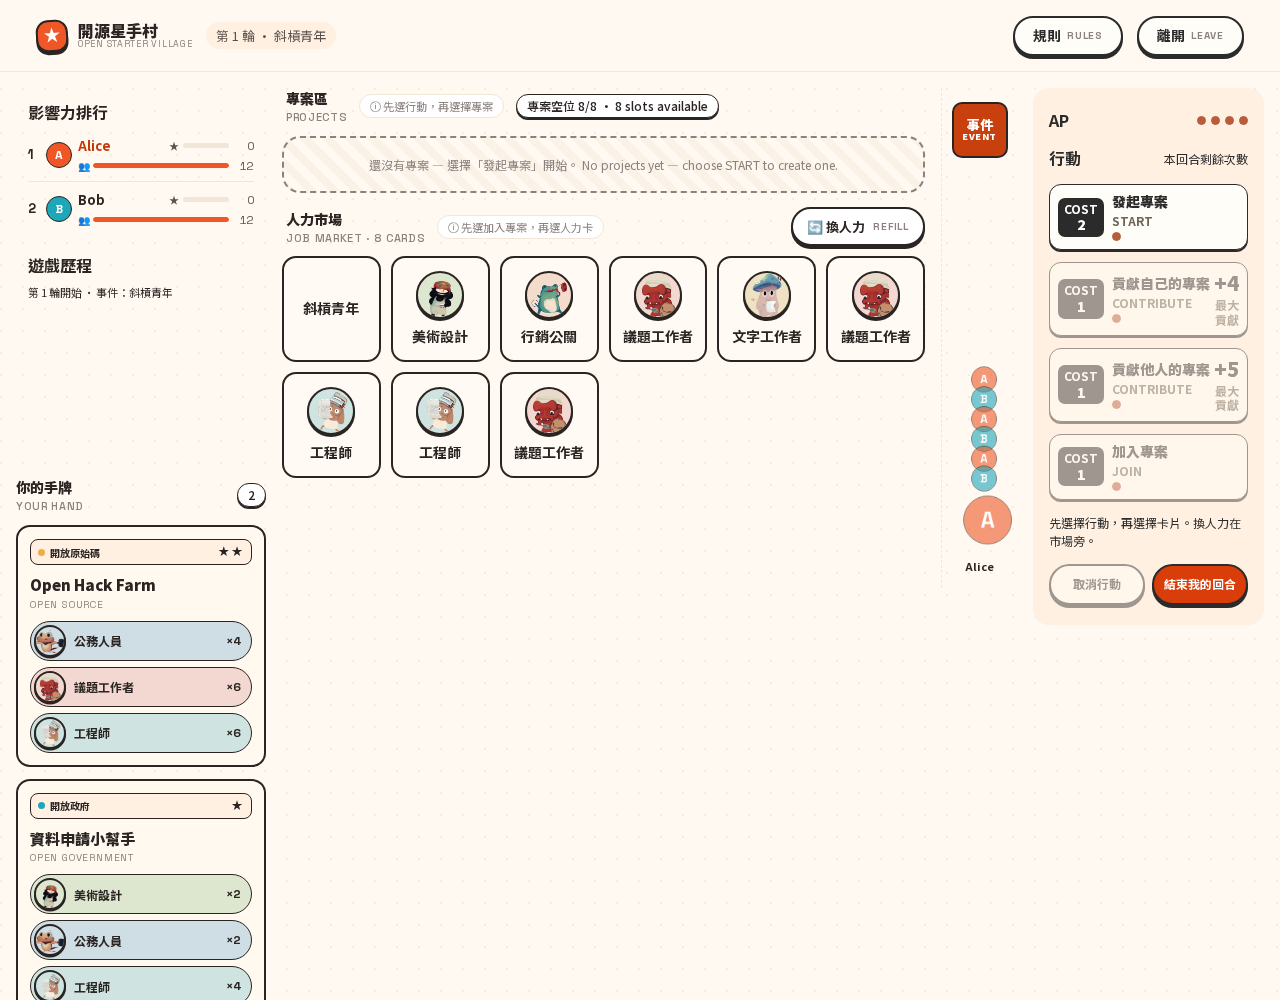 開源星手村
OPEN STARTER VILLAGE
第 1 輪 · 斜槓青年
規則 RULES
離開 LEAVE
影響力排行
1
A
Alice
★
0
👥
12
2
B
Bob
★
0
👥
12
遊戲歷程
第 1 輪開始 · 事件：斜槓青年
你的手牌
YOUR HAND
2
開放原始碼 ★★
Open Hack Farm
OPEN SOURCE
公務人員 ×4
議題工作者 ×6
工程師 ×6
開放政府 ★
資料申請小幫手
OPEN GOVERNMENT
美術設計 ×2
公務人員 ×2
工程師 ×4
專案區
PROJECTS
ⓘ 先選行動，再選擇專案
專案空位 8/8 · 8 slots available
還沒有專案 — 選擇「發起專案」開始。 No projects yet — choose START to create one.
人力市場
JOB MARKET · 8 CARDS
ⓘ 先選加入專案，再選人力卡
🔄 換人力 REFILL
斜槓青年
美術設計
行銷公關
議題工作者
文字工作者
議題工作者
工程師
工程師
議題工作者
事件
EVENT
A
B
A
B
A
B
A
Alice
AP
行動
本回合剩餘次數
COST
2
發起專案
START
COST
1
貢獻自己的專案
CONTRIBUTE
+4
最大
貢獻
COST
1
貢獻他人的專案
CONTRIBUTE
+5
最大
貢獻
COST
1
加入專案
JOIN
先選擇行動，再選擇卡片。換人力在
市場旁。
取消行動
結束我的回合